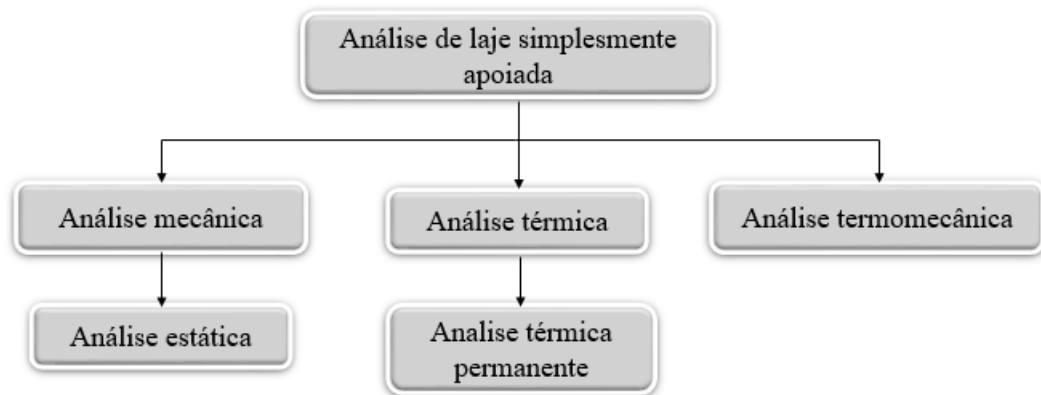 Análise de laje simplesmente
apoiada
Análise mecânica
Análise térmica
Análise termomecânica
Análise estática
Analise térmica
permanente